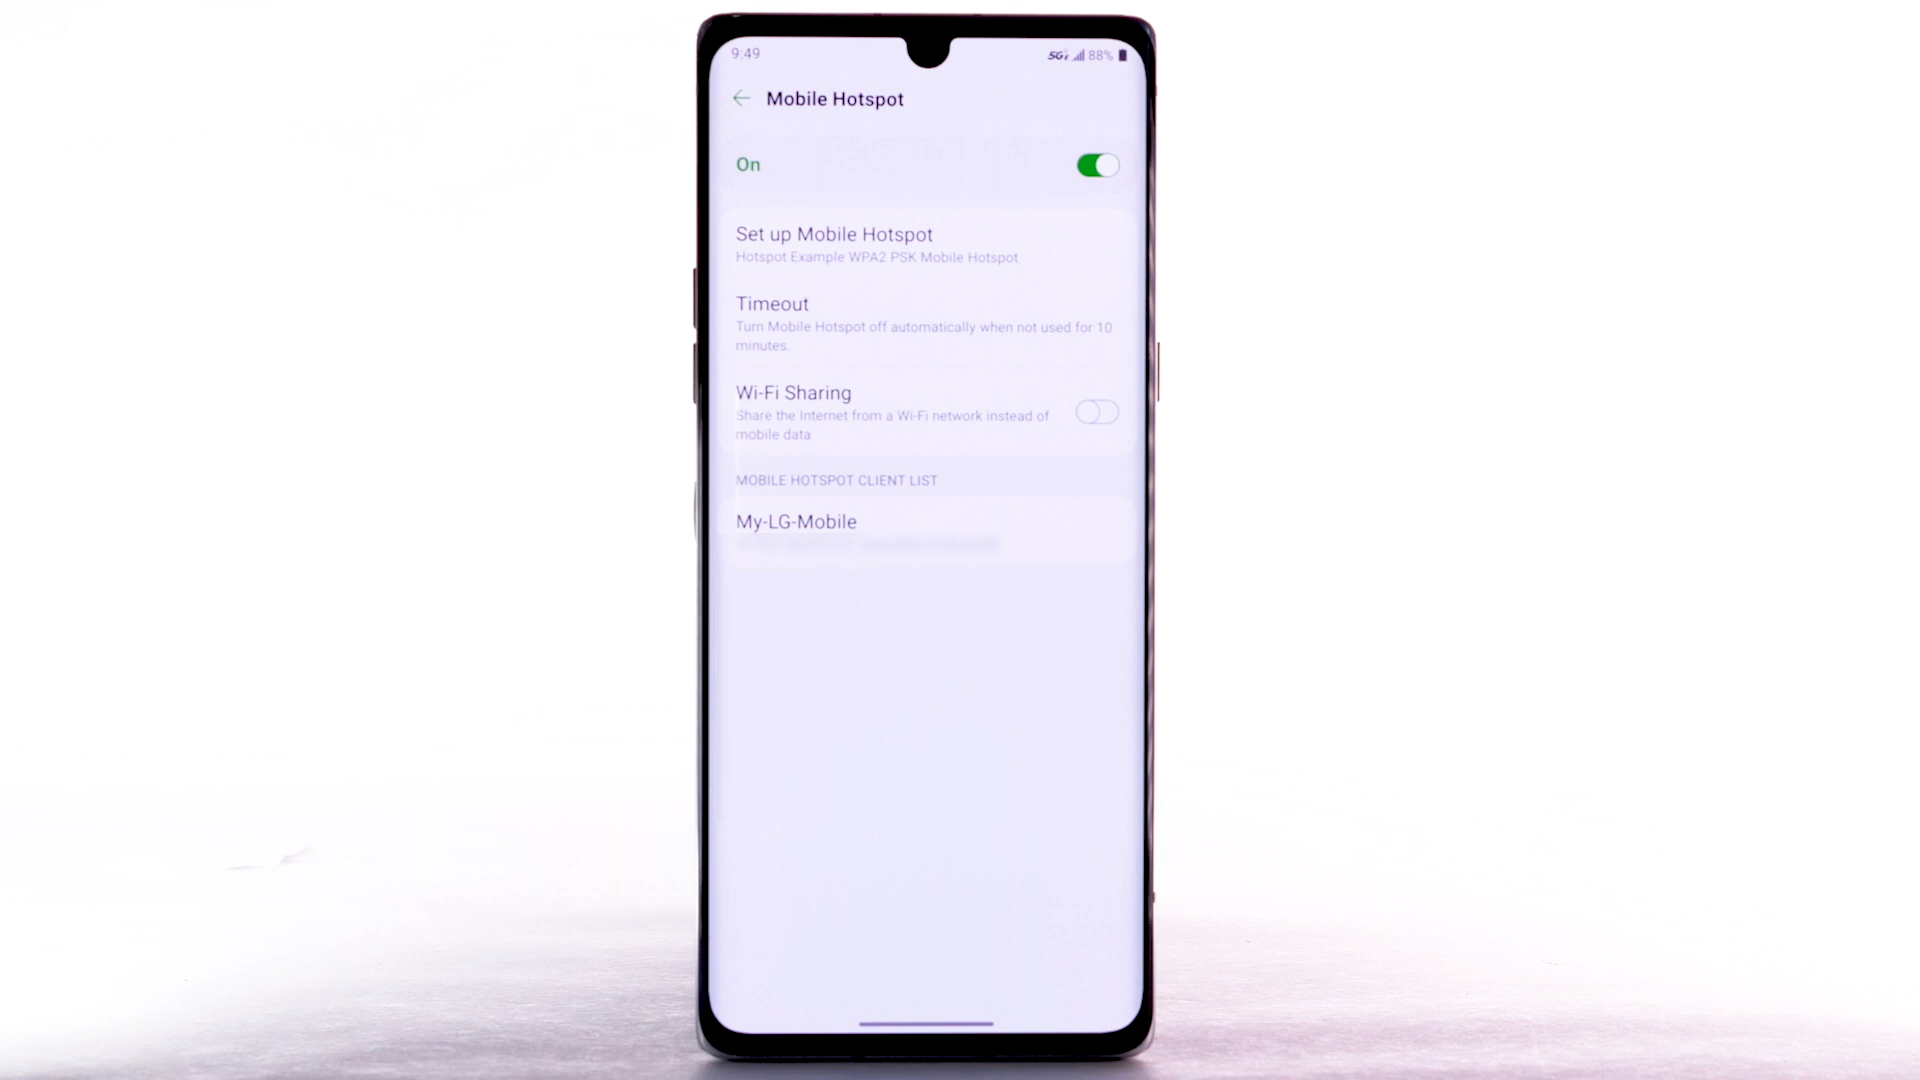 9:49
5G 88%
Mobile Hotspot
On
Set up Mobile Hotspot
Hotspot Example WPA2 PSK Mobile Hotspot
Timeout
Turn Mobile Hotspot off automatically when not used for 10
minutes.
Wi-Fi Sharing
Share the Internet from a Wi-Fi network instead of
mobile data
MOBILE HOTSPOT CLIENT LIST
My-LG-Mobile